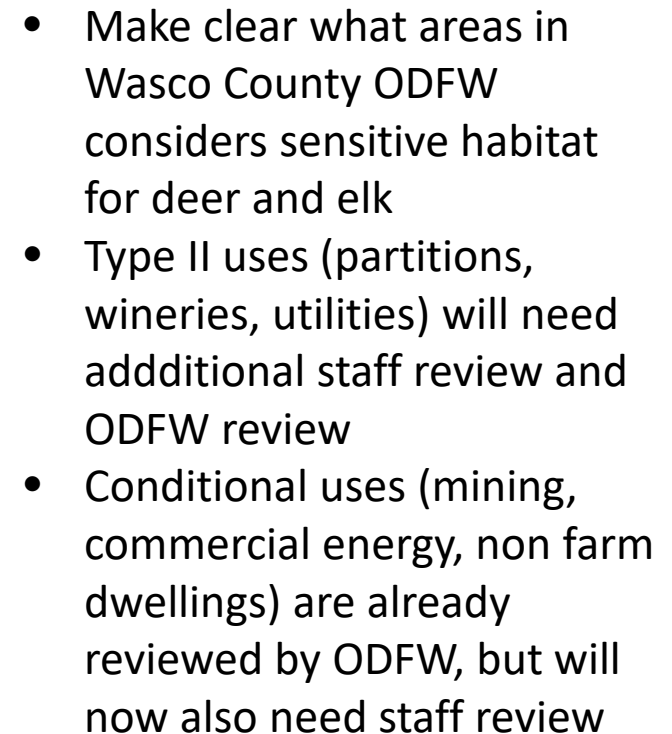 • Make clear what areas in
Wasco County ODFW
considers sensitive habitat
for deer and elk
• Type II uses (partitions,
wineries, utilities) will need
addditional staff review and
ODFW review
• Conditional uses (mining,
commercial energy, non farm
dwellings) are already
reviewed by ODFW, but will
now also need staff review